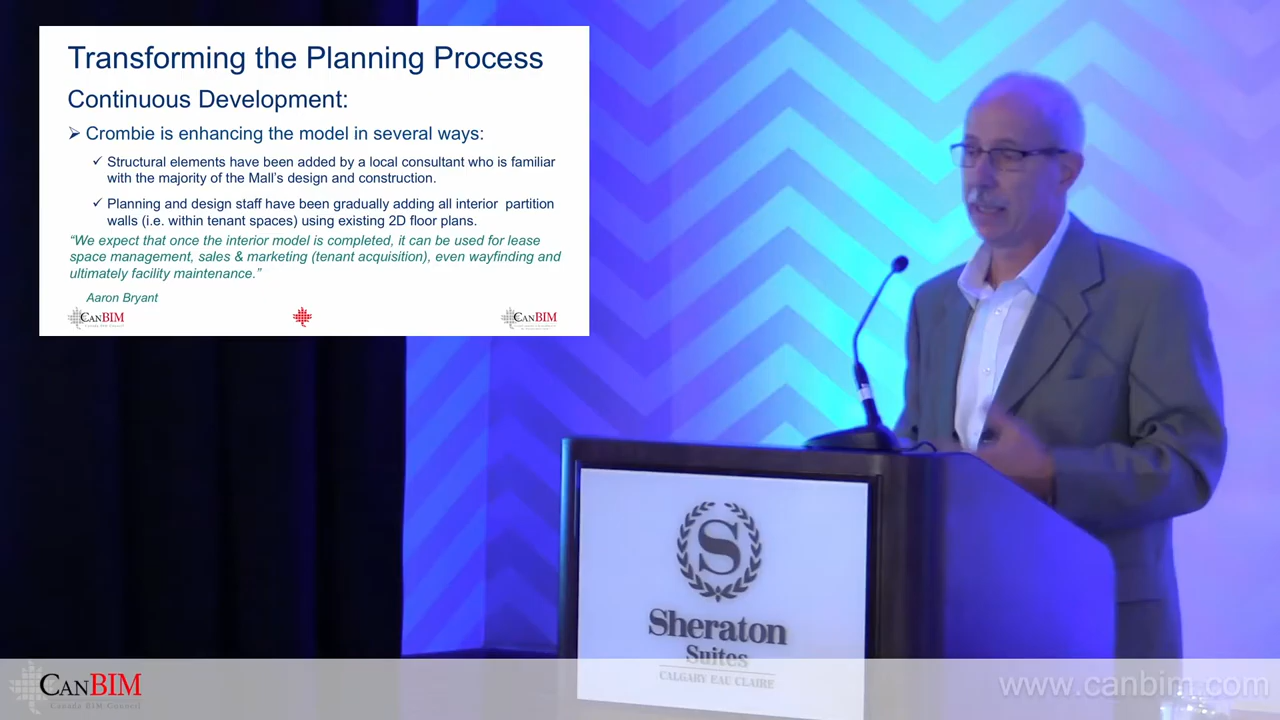 Transforming the Planning Process
Continuous Development:
Crombie is enhancing the model in several ways:
Structural elements have been added by a local consultant who is familiar
with the majority of the Mall's design and construction.
Planning and design staff have been gradually adding all interior partition
walls (i.e. within tenant spaces) using existing 2D floor plans.
“We expect that once the interior model is completed, it can be used for lease
space management, sales & marketing (tenant acquisition), even wayfinding and
ultimately facility maintenance.”
Aaron Bryant
CANBIM
CANBIM
S
Sheraton
Suites
CALGARY EAU CLAIRE
CANBIM
Canada BIM Council
www.canbim.com